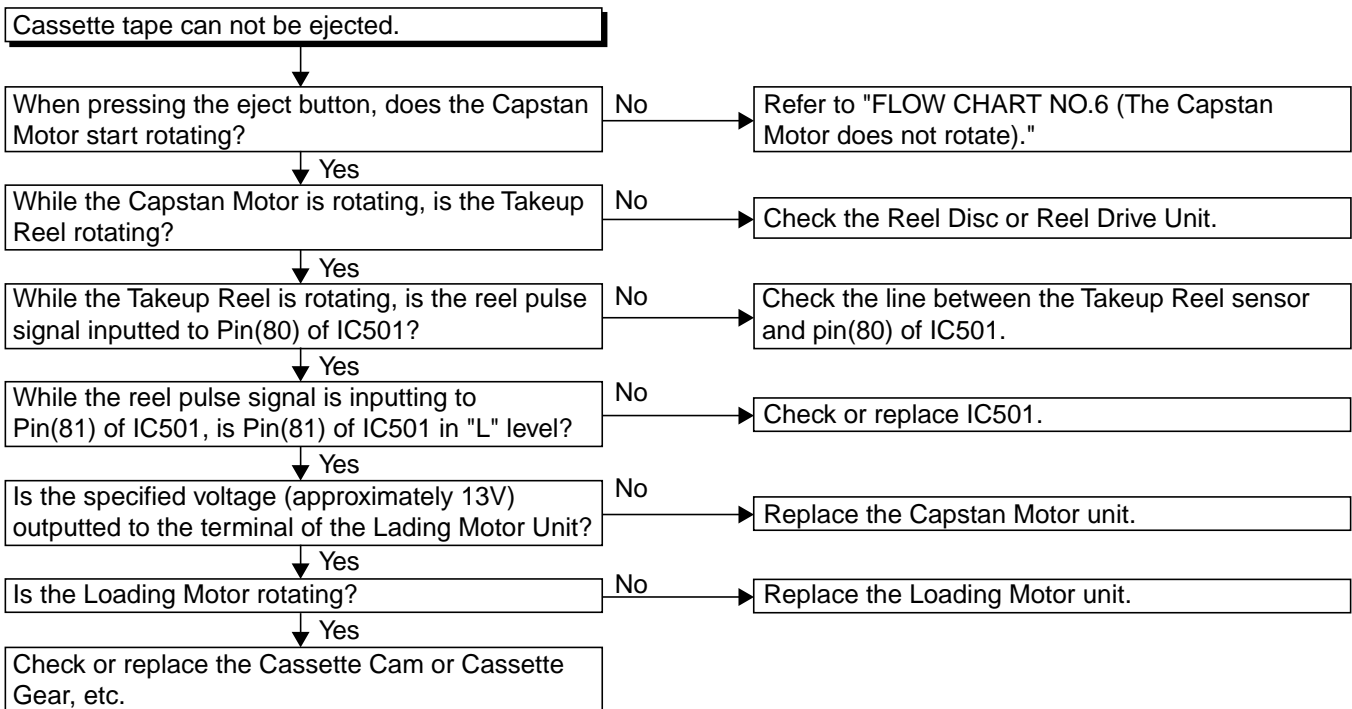 Cassette tape can not be ejected.
When pressing the eject button, does the Capstan
Motor start rotating?
No
Refer to "FLOW CHART NO.6 (The Capstan
Motor does not rotate)."
Yes
While the Capstan Motor is rotating, is the Takeup
Reel rotating?
No
Check the Reel Disc or Reel Drive Unit.
Yes
While the Takeup Reel is rotating, is the reel pulse
signal inputted to Pin(80) of IC501?
No
Check the line between the Takeup Reel sensor
and pin(80) of IC501.
Yes
While the reel pulse signal is inputting to
Pin(81) of IC501, is Pin(81) of IC501 in "L" level?
No
Check or replace IC501.
Yes
Is the specified voltage (approximately 13V)
outputted to the terminal of the Lading Motor Unit?
No
Replace the Capstan Motor unit.
Yes
Is the Loading Motor rotating?
No
Replace the Loading Motor unit.
Yes
Check or replace the Cassette Cam or Cassette
Gear, etc.